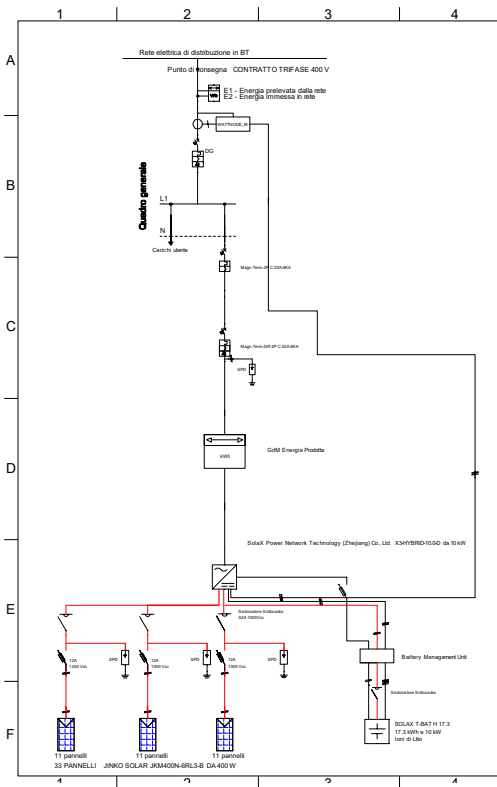 1 2 3 4
A
Rete elettrica di distribuzione in BT
Punto di consegna CONTRATTO TRIFASE 400 V
E1 - Energia prelevata dalla rete
E2 - Energia immessa in rete
WATTNODE_M
B
DG
Quadro generale
L1
N
Carichi utente
Magn.Term 4P C 20A 6KA
C
Magn.Term-Diff-4P C 20A 6KA
SPD
D
GdM Energia Prodotta
kWh
SolaX Power Network Technology (Zhejiang) Co., Ltd. X3-HYBRID-10.0-D da 10 kW
E
Sezionatore Sottocarico
32A 1000Vcc
12A
1000 Vcc
SPD
12A
1000 Vcc
SPD
12A
1000 Vcc
SPD
Battery Management Unit
Sezionatore Sottocarico
F
SOLAX T-BAT H 17.3
17.3 kWh e 10 kW
Ioni di Litio
11 pannelli 11 pannelli 11 pannelli
33 PANNELLI JINKO SOLAR JKM400N-6RL3-B DA 400 W
1 2 3 4